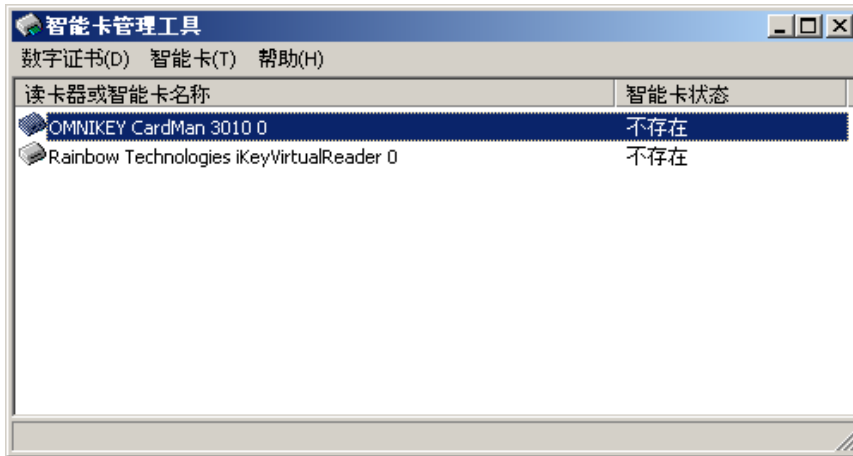 智能卡管理工具
数字证书(D) 智能卡(T) 帮助(H)
读卡器或智能卡名称 智能卡状态
OMNIKEY CardMan 3010 0 不存在
Rainbow Technologies iKeyVirtualReader 0 不存在